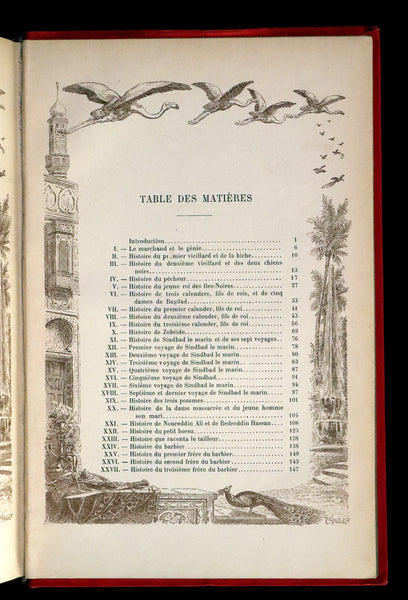 TABLE DES MATIÈRES
Introduction 1
I. — Le marchand et le génie 6
II. — Histoire du premier vieillard et de la biche 10
III. — Histoire du deuxième vieillard et des deux chiens
noirs 13
IV. — Histoire du pêcheur 17
V. — Histoire du jeune roi des Iles-Noires 27
VI. — Histoire de trois calenders, fils de rois, et de cinq
dames de Bagdad 33
VII. — Histoire du premier calender, fils de roi 41
VIII. — Histoire du deuxième calender, fils de roi 43
IX. — Histoire du troisième calender, fils de roi 56
X. — Histoire de Zobéide 69
XI. — Histoire de Sindbad le marin et de ses sept voyages 76
XII. — Premier voyage de Sindbad le marin 78
XIII. — Deuxième voyage de Sindbad le marin 80
XIV. — Troisième voyage de Sindbad le marin 83
XV. — Quatrième voyage de Sindbad le marin 87
XVI. — Cinquième voyage de Sindbad 91
XVII. — Sixième voyage de Sindbad le marin 94
XVIII. — Septième et dernier voyage de Sindbad le marin 97
XIX. — Histoire des trois pommes 101
XX. — Histoire de la dame massacrée et du jeune homme
son mari 104
XXI. — Histoire de Noureddin Ali et de Bedreddin Hassan 108
XXII. — Histoire du petit bossu 123
XXIII. — Histoire que raconta le tailleur 128
XXIV. — Histoire du barbier 138
XXV. — Histoire du premier frère du barbier 140
XXVI. — Histoire du second frère du barbier 143
XXVII. — Histoire du troisième frère du barbier 147